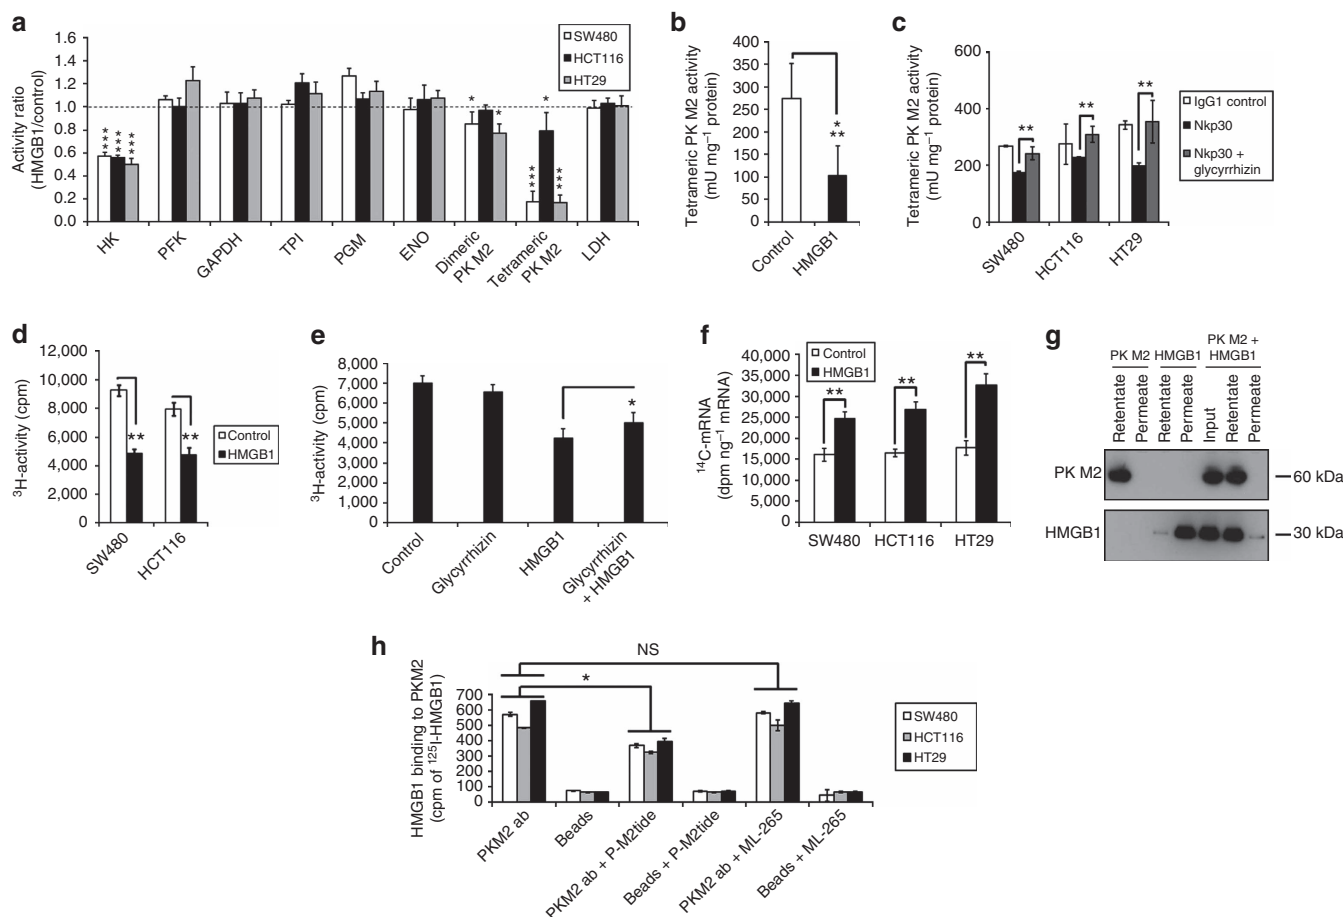 a
Activity ratio
(HMGB1/control)
1.6
1.4
1.2
1.0
0.8
0.6
0.4
0.2
0.0
SW480
HCT116
HT29
***
***
***
*
*
***
*
***
HK
PFK
GAPDH
TPI
PGM
ENO
Dimeric
PK M2
Tetrameric
PK M2
LDH
b
Tetrameric PK M2 activity
(mU mg⁻¹ protein)
400
350
300
250
200
150
100
50
0
*
**
Control
HMGB1
c
Tetrameric PK M2 activity
(mU mg⁻¹ protein)
600
400
200
0
**
**
**
SW480
HCT116
HT29
IgG1 control
Nkp30
Nkp30 +
glycyrrhizin
d
³H-activity (cpm)
12,000
10,000
8,000
6,000
4,000
2,000
0
**
**
Control
HMGB1
SW480
HCT116
e
³H-activity (cpm)
8,000
7,000
6,000
5,000
4,000
3,000
2,000
1,000
0
*
Control
Glycyrrhizin
HMGB1
Glycyrrhizin
+ HMGB1
f
¹⁴C-mRNA
(dpm ng⁻¹ mRNA)
40,000
35,000
30,000
25,000
20,000
15,000
10,000
5,000
0
Control
HMGB1
**
**
**
SW480
HCT116
HT29
g
PK M2
HMGB1
PK M2 +
HMGB1
Retentate
Permeate
Retentate
Permeate
Input
Retentate
Permeate
PK M2
60 kDa
HMGB1
30 kDa
h
HMGB1 binding to PKM2
(cpm of ¹²⁵I-HMGB1)
700
600
500
400
300
200
100
0
NS
*
SW480
HCT116
HT29
PKM2 ab
Beads
PKM2 ab + P-M2tide
Beads + P-M2tide
PKM2 ab + ML-265
Beads + ML-265